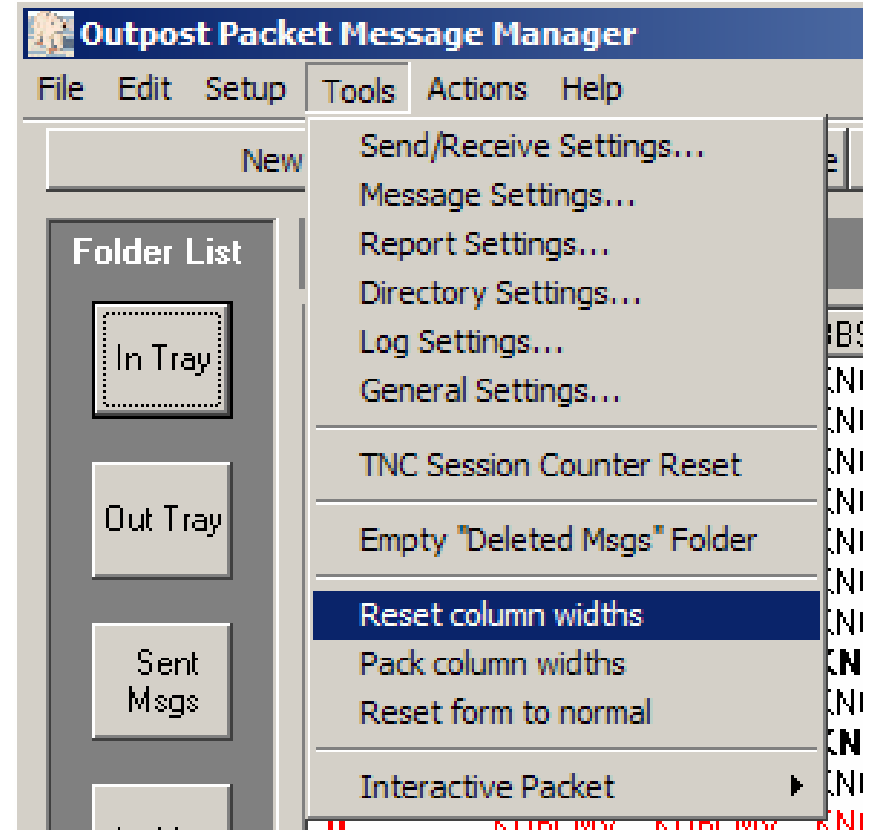 Outpost Packet Message Manager
File Edit Setup Tools Actions Help
New
Send/Receive Settings...
Message Settings...
Report Settings...
Directory Settings...
Log Settings...
General Settings...
TNC Session Counter Reset
Empty "Deleted Msgs" Folder
Reset column widths
Pack column widths
Reset form to normal
Interactive Packet
Folder List
In Tray
Out Tray
Sent
Msgs